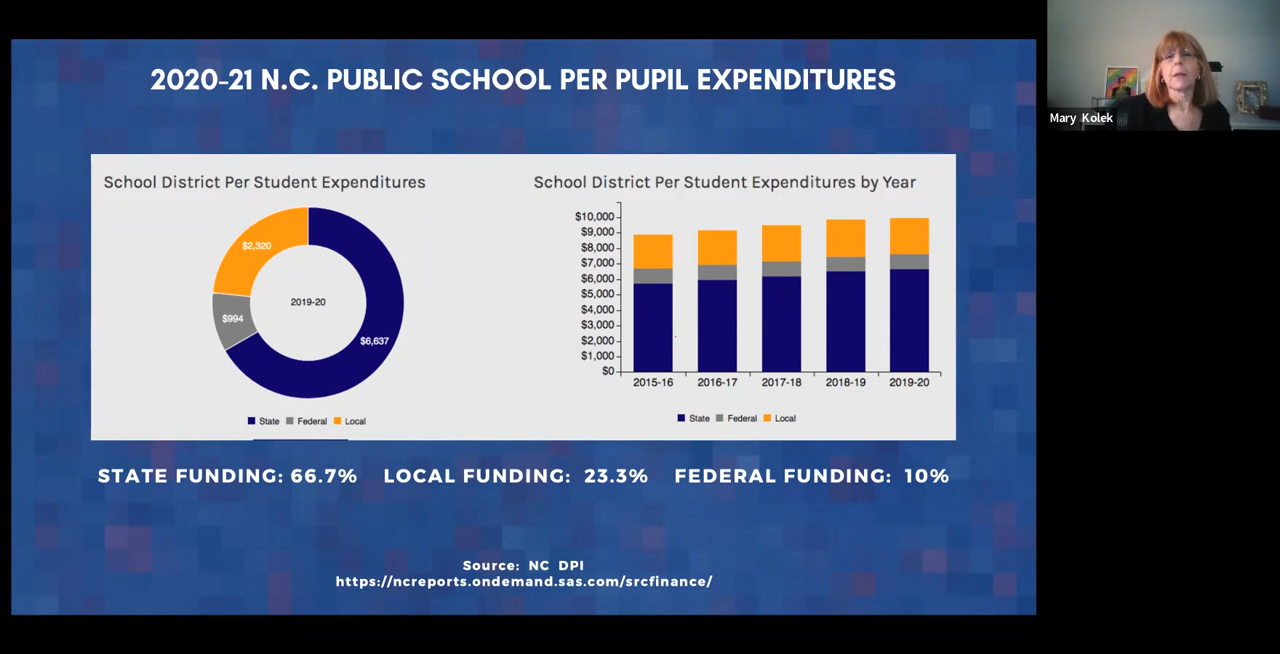 2020-21 N.C. PUBLIC SCHOOL PER PUPIL EXPENDITURES
Mary Kolek
School District Per Student Expenditures
$2,320
2019-20
$994
$6,637
State Federal Local
School District Per Student Expenditures by Year
$10,000
$9,000
$8,000
$7,000
$6,000
$5,000
$4,000
$3,000
$2,000
$1,000
$0
2015-16 2016-17 2017-18 2018-19 2019-20
State Federal Local
STATE FUNDING: 66.7% LOCAL FUNDING: 23.3% FEDERAL FUNDING: 10%
Source: NC DPI
https://ncreports.ondemand.sas.com/srcfinance/